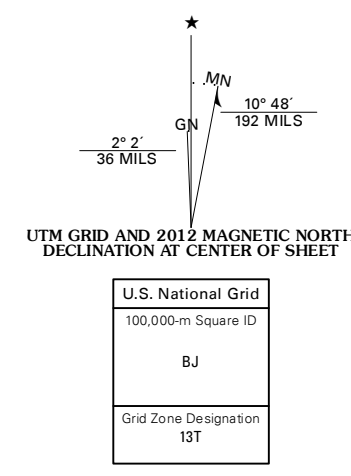 ★
MN
GN
10° 48´
192 MILS
2° 2´
36 MILS
UTM GRID AND 2012 MAGNETIC NORTH
DECLINATION AT CENTER OF SHEET
U.S. National Grid
100,000-m Square ID
BJ
Grid Zone Designation
13T